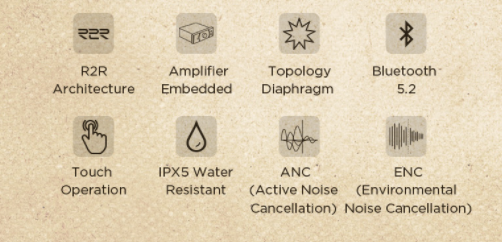 R2R
R2R
Architecture
Amplifier
Embedded
Topology
Diaphragm
Bluetooth
5.2
Touch
Operation
IPX5 Water
Resistant
ANC
(Active Noise
Cancellation)
ENC
(Environmental
Noise Cancellation)